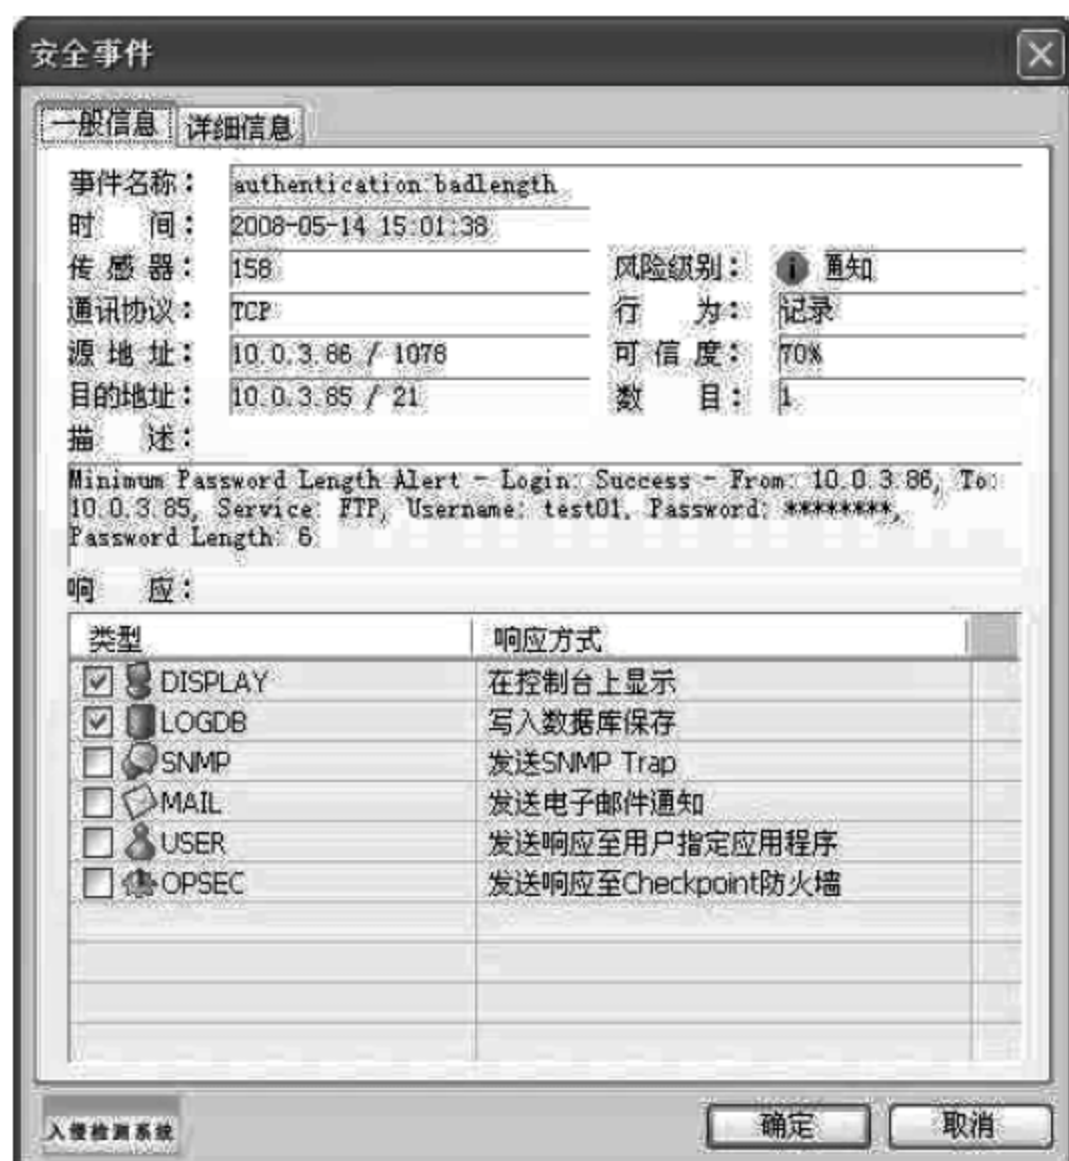 安全事件
一般信息 详细信息
事件名称： authentication:badlength
时 间： 2008-05-14 15:01:38
传 感 器： 158 风险级别： 通知
通讯协议： TCP 行 为： 记录
源 地 址： 10.0.3.86 / 1078 可 信 度： 70%
目的地址： 10.0.3.85 / 21 数 目： 1
描 述：
Minimum Password Length Alert - Login: Success - From: 10.0.3.86, To:
10.0.3.85, Service: FTP, Username: test01, Password: ********,
Password Length: 6
响 应：
类型 响应方式
DISPLAY 在控制台上显示
LOGDB 写入数据库保存
SNMP 发送SNMP Trap
MAIL 发送电子邮件通知
USER 发送响应至用户指定应用程序
OPSEC 发送响应至Checkpoint防火墙
入侵检测系统 确定 取消